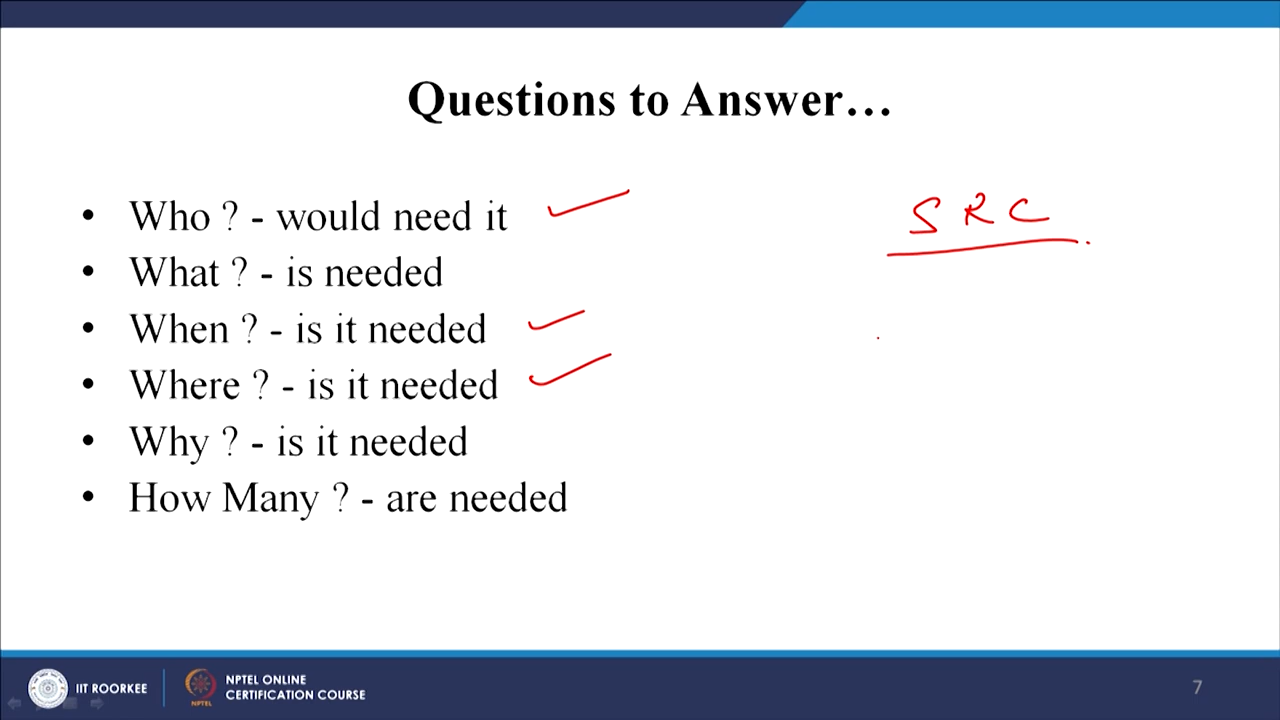 Questions to Answer…
• Who ? - would need it
SRC
• What ? - is needed
• When ? - is it needed
• Where ? - is it needed
• Why ? - is it needed
• How Many ? - are needed
IIT ROORKEE
NPTEL
NPTEL ONLINE
CERTIFICATION COURSE
7